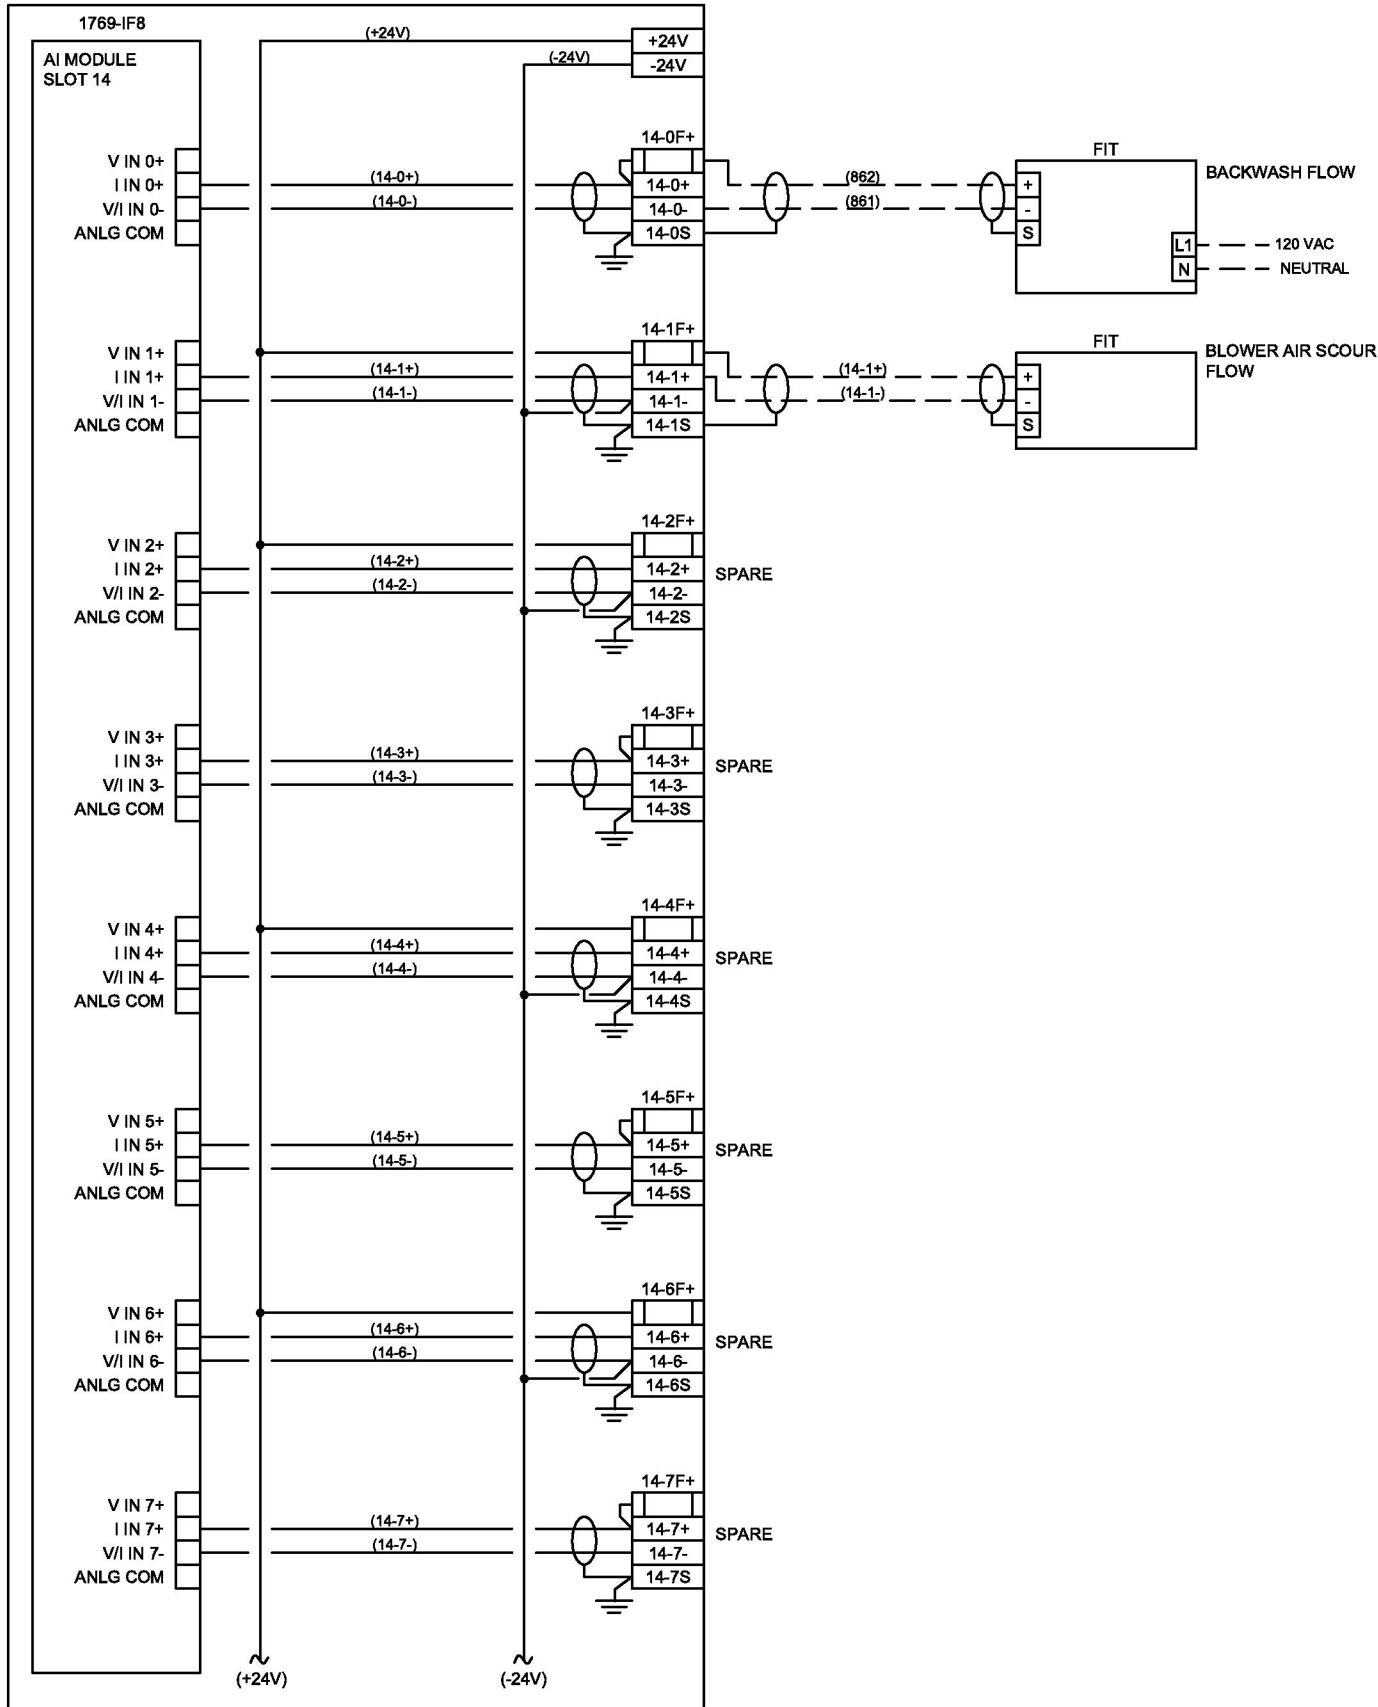 1769-IF8
AI MODULE
SLOT 14
(+24V)
(-24V)
+24V
-24V
14-0F+
V IN 0+
I IN 0+
V/I IN 0-
ANLG COM
(14-0+)
(14-0-)
14-0+
14-0-
14-0S
(862)
(861)
FIT
+
-
S
L1
N
BACKWASH FLOW
120 VAC
NEUTRAL
14-1F+
V IN 1+
I IN 1+
V/I IN 1-
ANLG COM
(14-1+)
(14-1-)
14-1+
14-1-
14-1S
(14-1+)
(14-1-)
FIT
+
-
S
BLOWER AIR SCOUR
FLOW
14-2F+
V IN 2+
I IN 2+
V/I IN 2-
ANLG COM
(14-2+)
(14-2-)
14-2+
14-2-
14-2S
SPARE
14-3F+
V IN 3+
I IN 3+
V/I IN 3-
ANLG COM
(14-3+)
(14-3-)
14-3+
14-3-
14-3S
SPARE
14-4F+
V IN 4+
I IN 4+
V/I IN 4-
ANLG COM
(14-4+)
(14-4-)
14-4+
14-4-
14-4S
SPARE
14-5F+
V IN 5+
I IN 5+
V/I IN 5-
ANLG COM
(14-5+)
(14-5-)
14-5+
14-5-
14-5S
SPARE
14-6F+
V IN 6+
I IN 6+
V/I IN 6-
ANLG COM
(14-6+)
(14-6-)
14-6+
14-6-
14-6S
SPARE
14-7F+
V IN 7+
I IN 7+
V/I IN 7-
ANLG COM
(14-7+)
(14-7-)
14-7+
14-7-
14-7S
SPARE
(+24V)
(-24V)